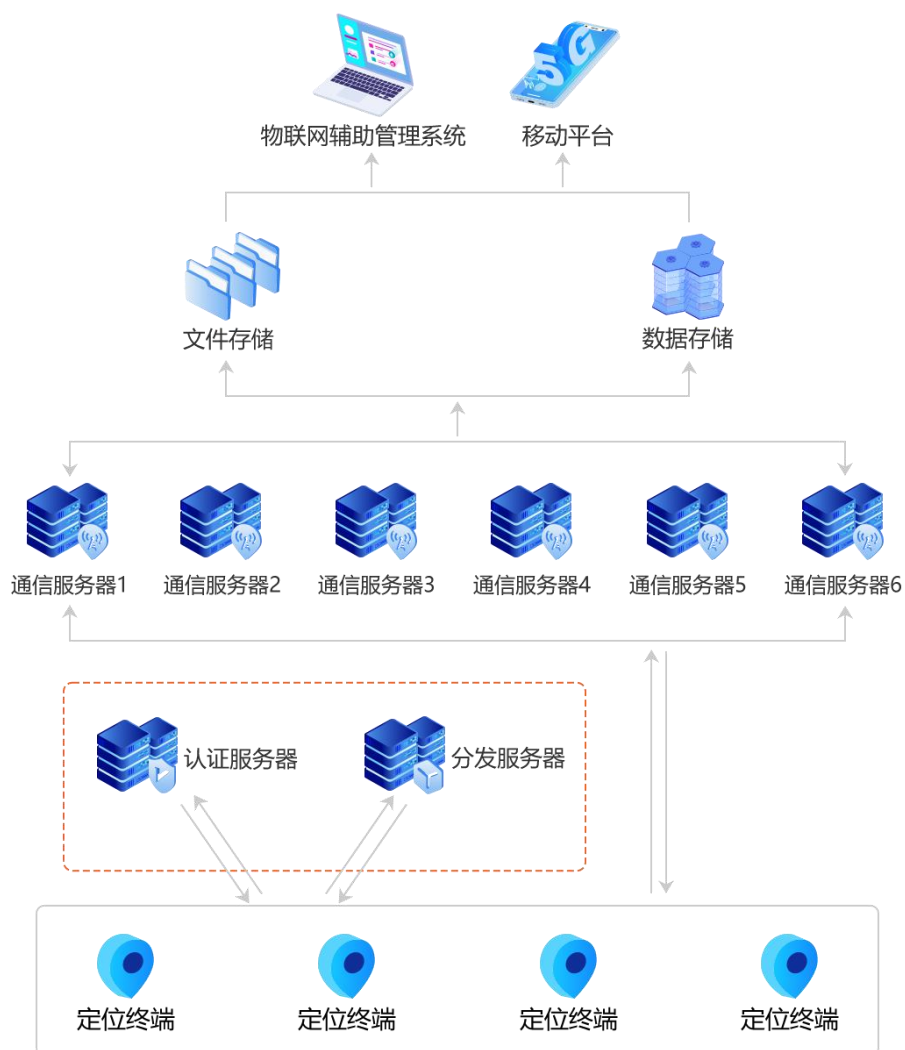 5G
物联网辅助管理系统
移动平台
文件存储
数据存储
通信服务器1
通信服务器2
通信服务器3
通信服务器4
通信服务器5
通信服务器6
认证服务器
分发服务器
定位终端
定位终端
定位终端
定位终端